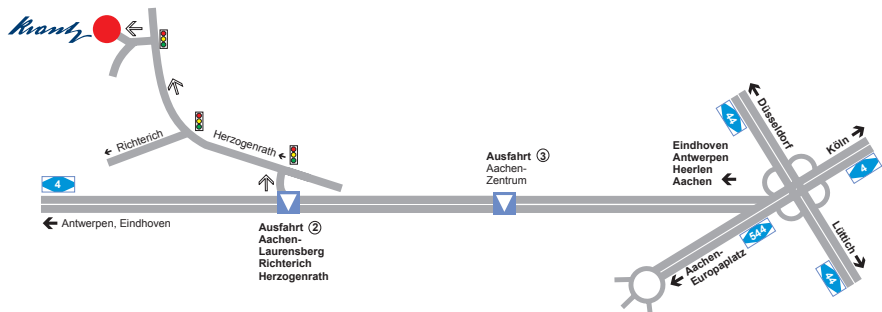 Krantz
Richterich
Herzogenrath
4
Antwerpen, Eindhoven
Ausfahrt 2
Aachen-
Laurensberg
Richterich
Herzogenrath
Ausfahrt 3
Aachen-
Zentrum
Eindhoven
Antwerpen
Heerlen
Aachen
44
Düsseldorf
Köln
4
544
Aachen-
Europaplatz
Lüttich
44